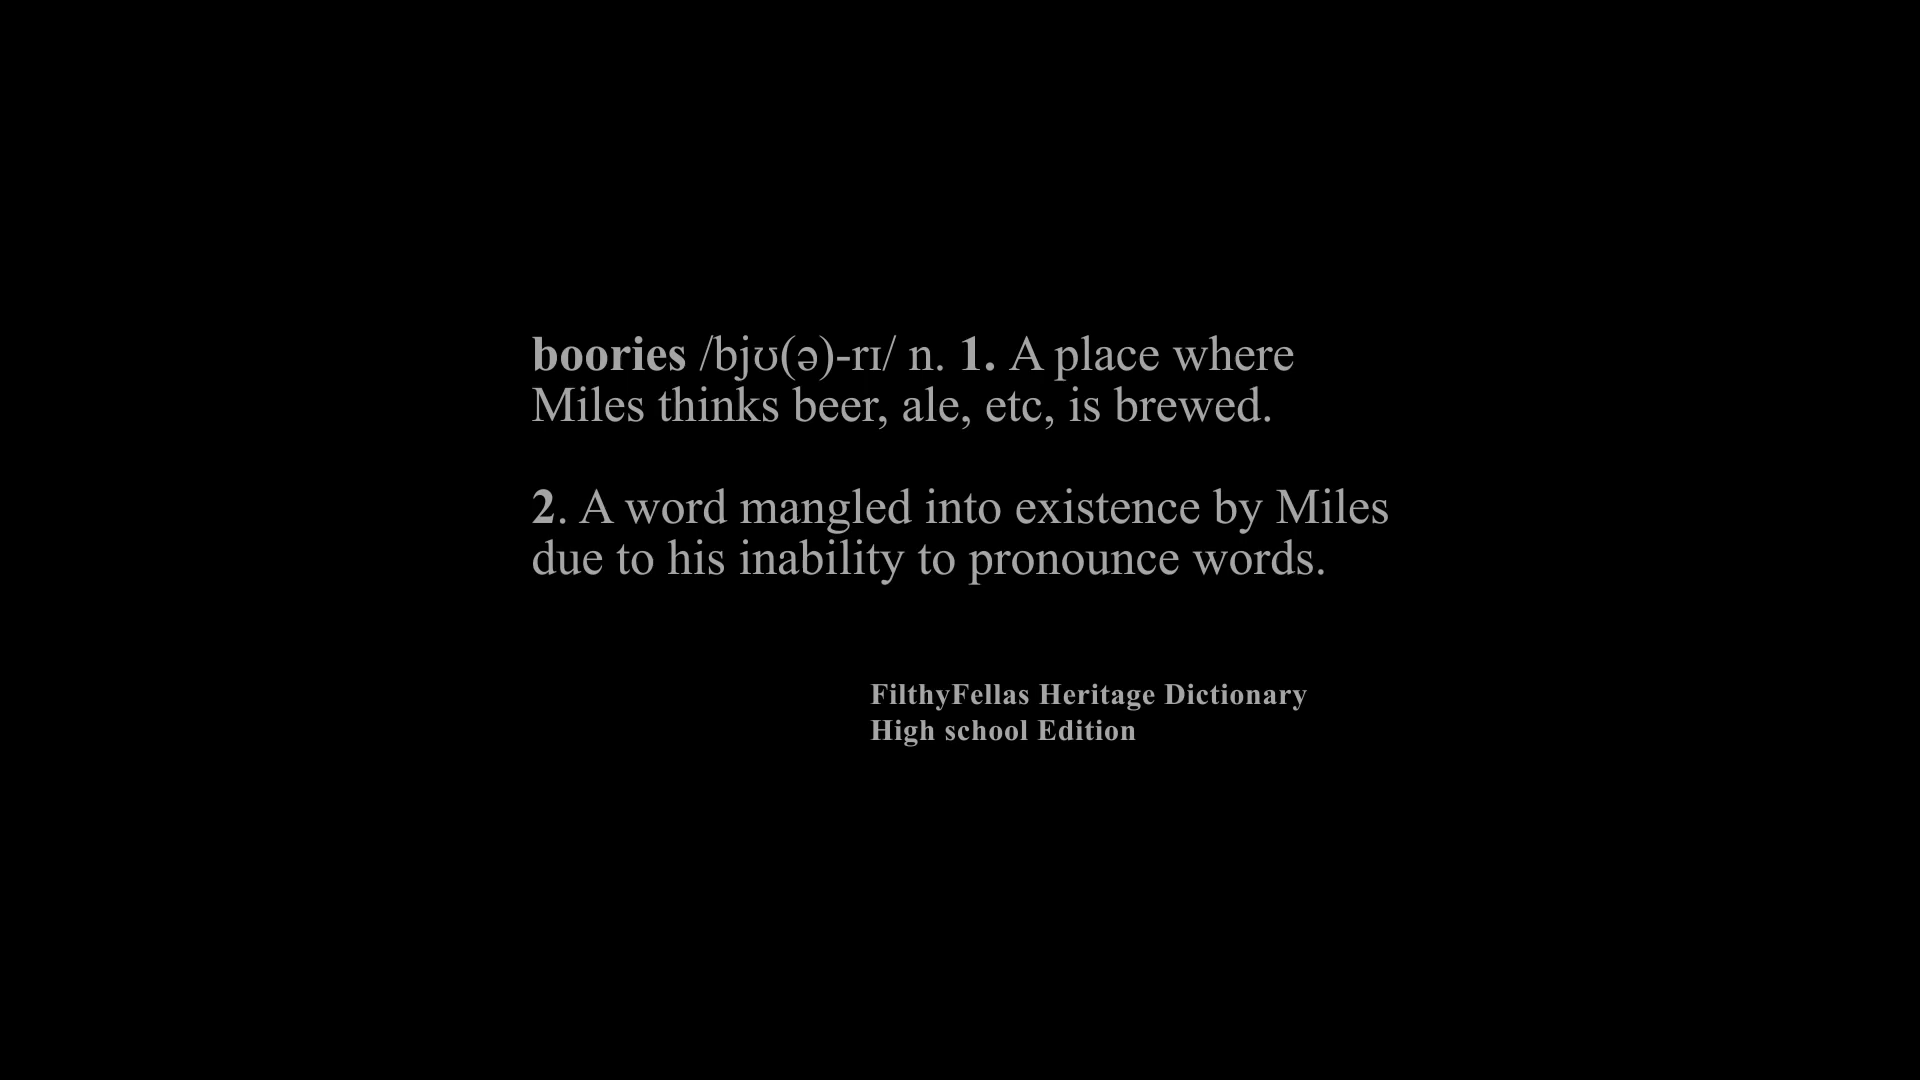 boories /bjʊ(ə)-rɪ/ n. 1. A place where
Miles thinks beer, ale, etc, is brewed.
2. A word mangled into existence by Miles
due to his inability to pronounce words.
FilthyFellas Heritage Dictionary
High school Edition